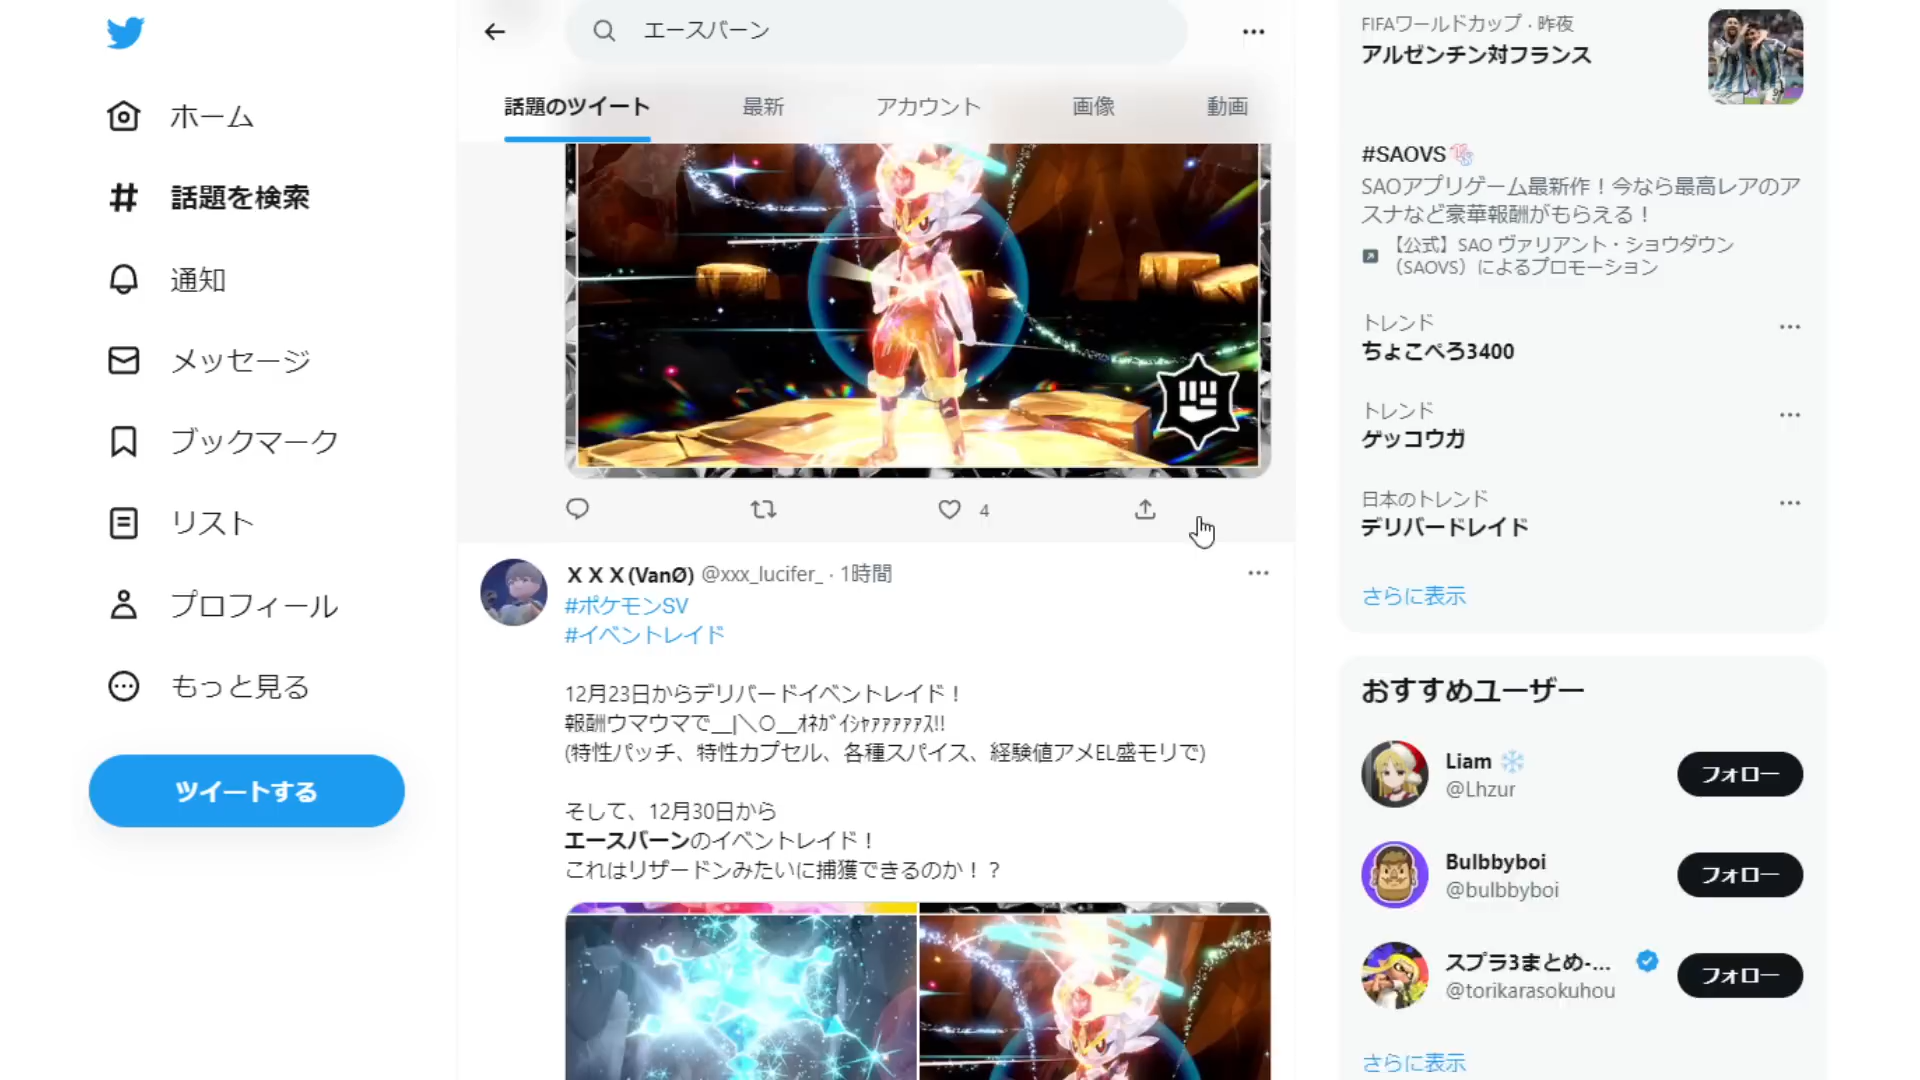 ホーム
話題を検索
通知
メッセージ
ブックマーク
リスト
プロフィール
もっと見る
ツイートする
エースバーン
話題のツイート
最新
アカウント
画像
動画
4
X X X (VanØ) @xxx_lucifer_ · 1時間
#ポケモンSV
#イベントレイド
12月23日からデリバードイベントレイド！
報酬ウマウマで__|＼○__ｵﾈｶﾞｲｼｬｧｧｧｧｧｽ!!
(特性パッチ、特性カプセル、各種スパイス、経験値アメEL盛モリで)
そして、12月30日から
エースバーンのイベントレイド！
これはリザードンみたいに捕獲できるのか！？
FIFAワールドカップ · 昨夜
アルゼンチン対フランス
#SAOVS
SAOアプリゲーム最新作！今なら最高レアのア
スナなど豪華報酬がもらえる！
【公式】SAO ヴァリアント・ショウダウン
（SAOVS）によるプロモーション
トレンド
ちょこぺろ3400
トレンド
ゲッコウガ
日本のトレンド
デリバードレイド
さらに表示
おすすめユーザー
Liam
@Lhzur
フォロー
Bulbbyboi
@bulbbyboi
フォロー
スプラ3まとめ-...
@torikarasokuhou
フォロー
さらに表示